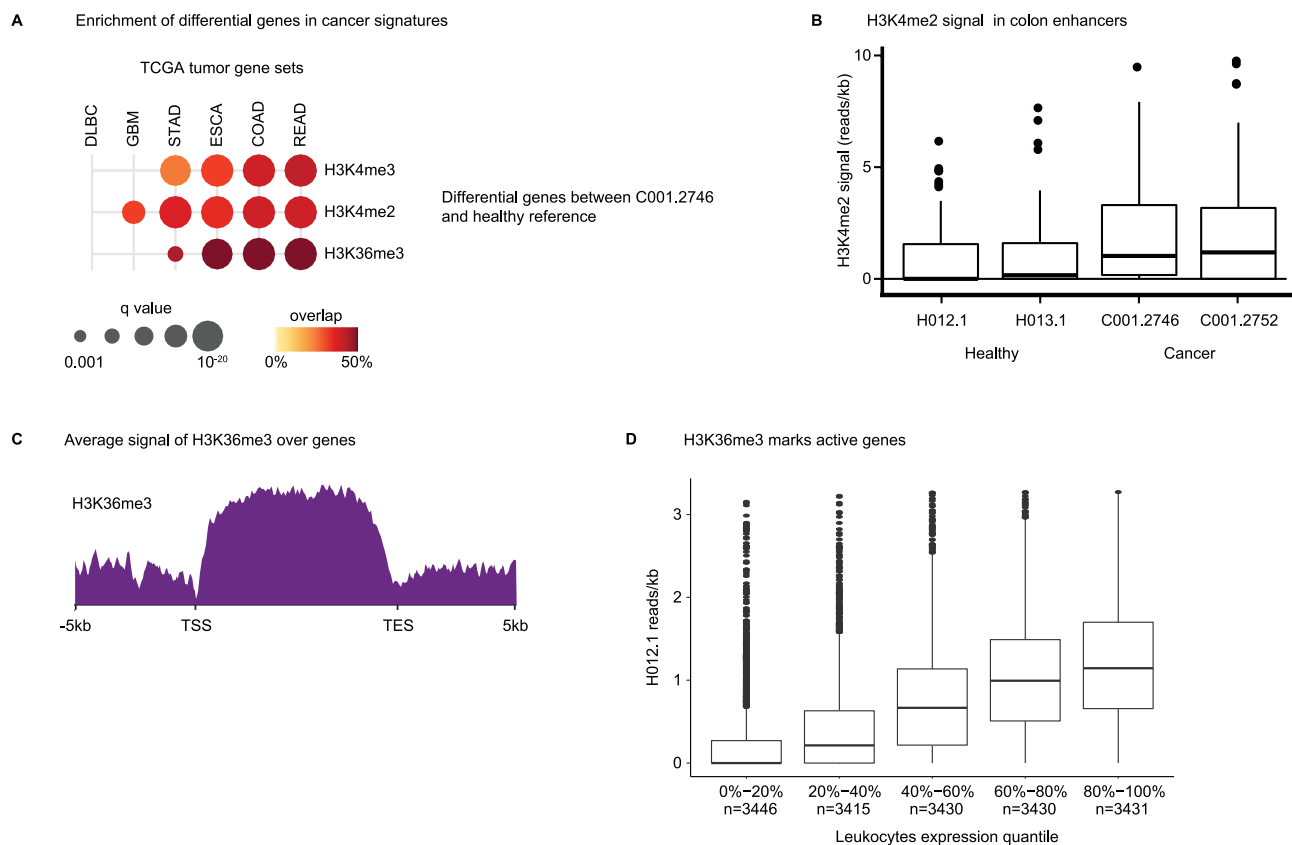 A Enrichment of differential genes in cancer signatures
TCGA tumor gene sets
DLBC
GBM
STAD
ESCA
COAD
READ
H3K4me3
H3K4me2
H3K36me3
Differential genes between C001.2746
and healthy reference
q value
0.001
10⁻²⁰
overlap
0%
50%
B H3K4me2 signal in colon enhancers
H3K4me2 signal (reads/kb)
10
5
0
H012.1
H013.1
C001.2746
C001.2752
Healthy
Cancer
C Average signal of H3K36me3 over genes
H3K36me3
-5kb
TSS
TES
5kb
D H3K36me3 marks active genes
H012.1 reads/kb
3
2
1
0
0%−20%
n=3446
20%−40%
n=3415
40%−60%
n=3430
60%−80%
n=3430
80%−100%
n=3431
Leukocytes expression quantile